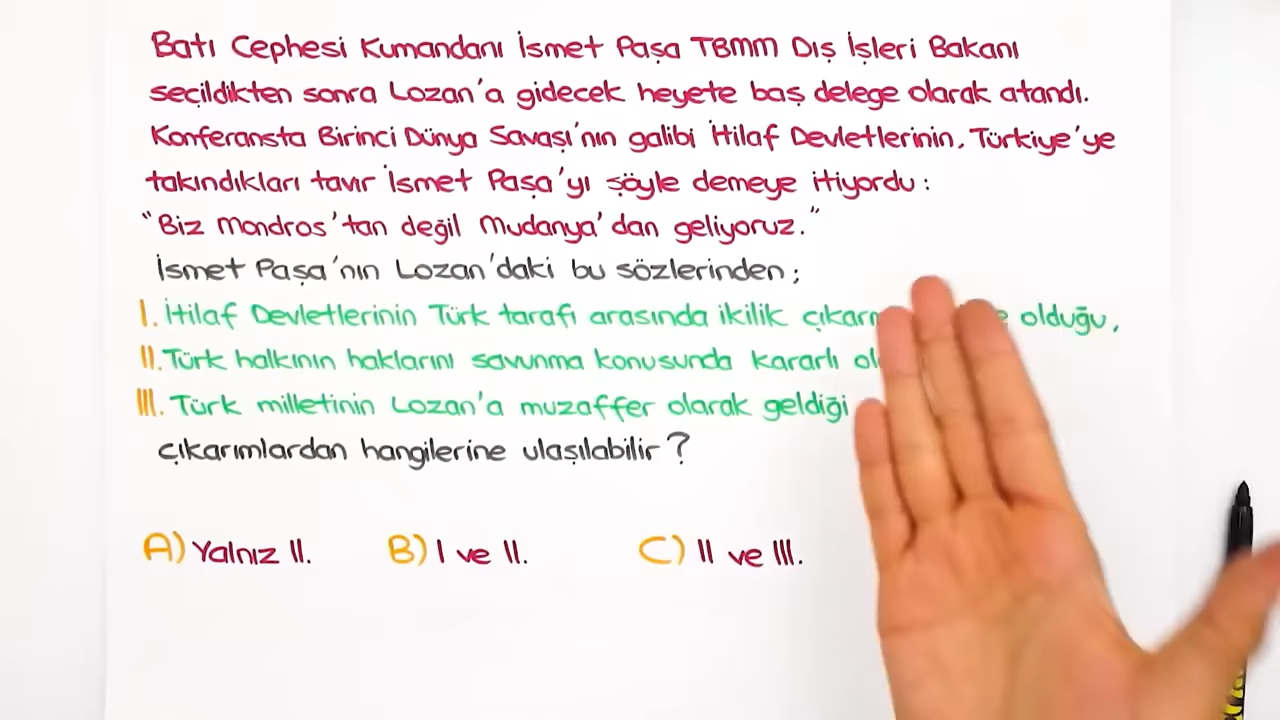 Batı Cephesi Kumandanı İsmet Paşa TBMM Dış İşleri Bakanı
seçildikten sonra Lozan'a gidecek heyete baş delege olarak atandı.
Konferansta Birinci Dünya Savaşı'nın galibi İtilaf Devletlerinin, Türkiye'ye
takındıkları tavır İsmet Paşa'yı şöyle demeye itiyordu :
"Biz Mondros'tan değil Mudanya'dan geliyoruz."
İsmet Paşa'nın Lozan'daki bu sözlerinden ;
I. İtilaf Devletlerinin Türk tarafı arasında ikilik olduğu,
II. Türk halkının haklarını savunma konusunda kararlı
III. Türk milletinin Lozan'a muzaffer olarak geldiği
çıkarımlardan hangilerine ulaşılabilir ?
A) Yalnız II. B) I ve II. C) II ve III.